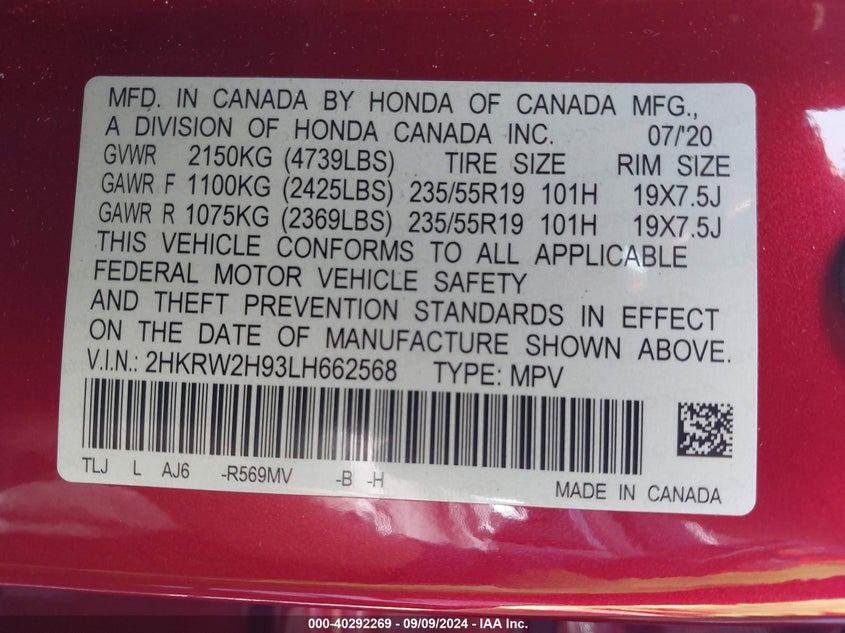 MFD. IN CANADA BY HONDA OF CANADA MFG.,
A DIVISION OF HONDA CANADA INC. 07/'20
GVWR 2150KG (4739LBS) TIRE SIZE RIM SIZE
GAWR F 1100KG (2425LBS) 235/55R19 101H 19X7.5J
GAWR R 1075KG (2369LBS) 235/55R19 101H 19X7.5J
THIS VEHICLE CONFORMS TO ALL APPLICABLE
FEDERAL MOTOR VEHICLE SAFETY
AND THEFT PREVENTION STANDARDS IN EFFECT
ON THE DATE OF MANUFACTURE SHOWN ABOVE.
V.I.N.: 2HKRW2H93LH662568 TYPE: MPV
TLJ L AJ6 -R569MV -B -H
MADE IN CANADA
000-40292269 - 09/09/2024 - IAA Inc.